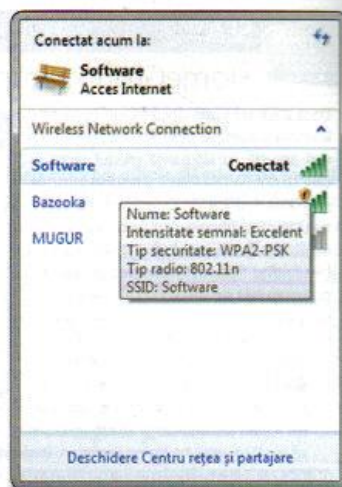 Conectat acum la:
Software
Acces Internet
Wireless Network Connection
Software Conectat
Bazooka
MUGUR
Nume: Software
Intensitate semnal: Excelent
Tip securitate: WPA2-PSK
Tip radio: 802.11n
SSID: Software
Deschidere Centru rețea și partajare